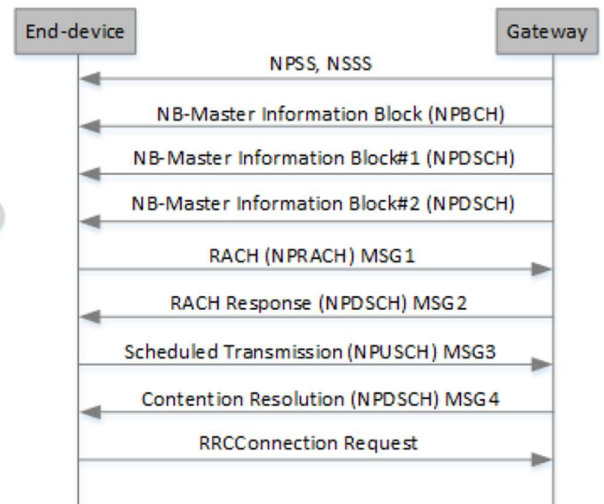 End-device
Gateway
NPSS, NSSS
NB-Master Information Block (NPBCH)
NB-Master Information Block#1 (NPDSCH)
NB-Master Information Block#2 (NPDSCH)
RACH (NPRACH) MSG1
RACH Response (NPDSCH) MSG2
Scheduled Transmission (NPUSCH) MSG3
Contention Resolution (NPDSCH) MSG4
RRCConnection Request